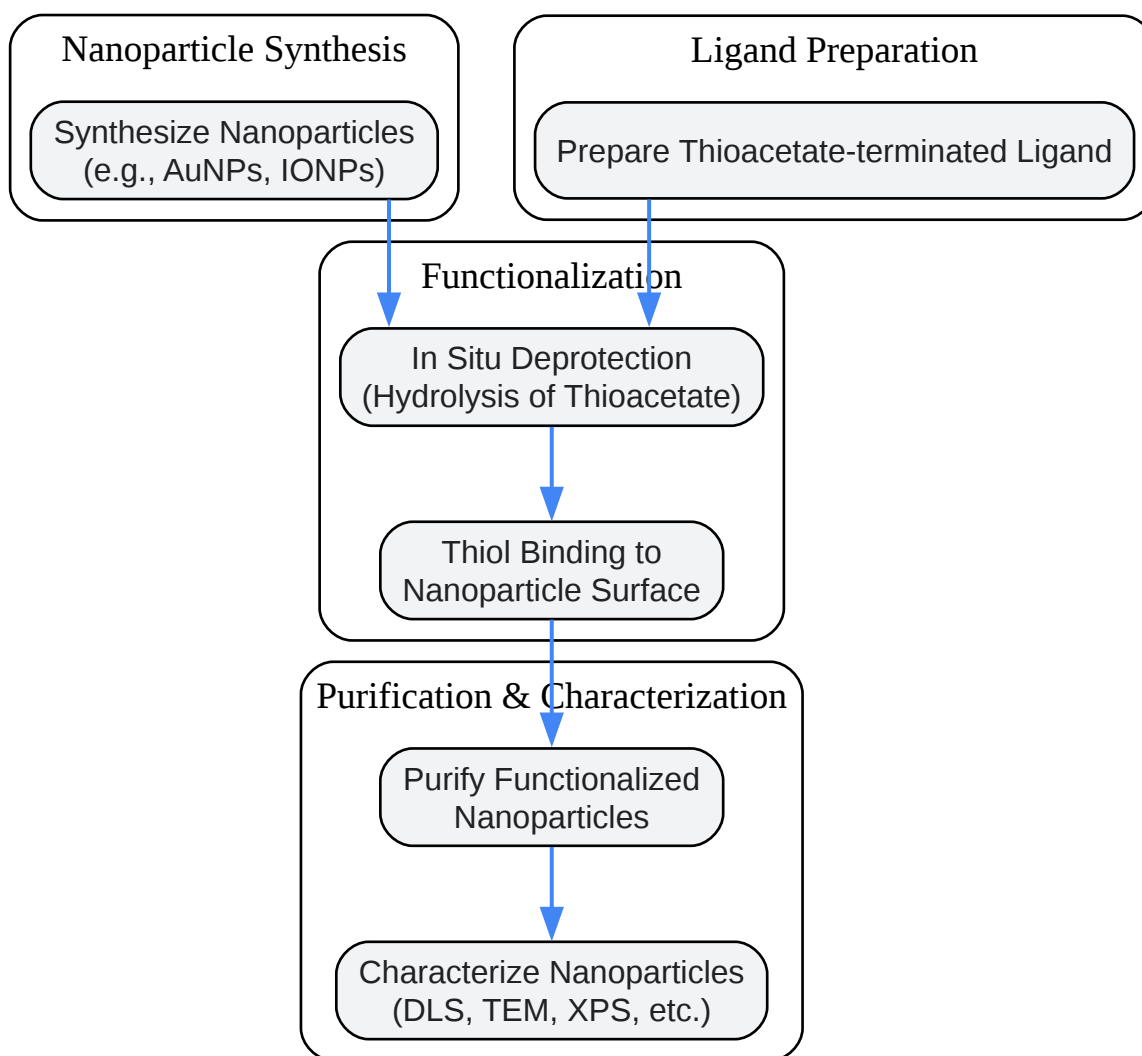 Nanoparticle Synthesis
Synthesize Nanoparticles
(e.g., AuNPs, IONPs)
Ligand Preparation
Prepare Thioacetate-terminated Ligand
Functionalization
In Situ Deprotection
(Hydrolysis of Thioacetate)
Thiol Binding to
Nanoparticle Surface
Purification & Characterization
Purify Functionalized
Nanoparticles
Characterize Nanoparticles
(DLS, TEM, XPS, etc.)